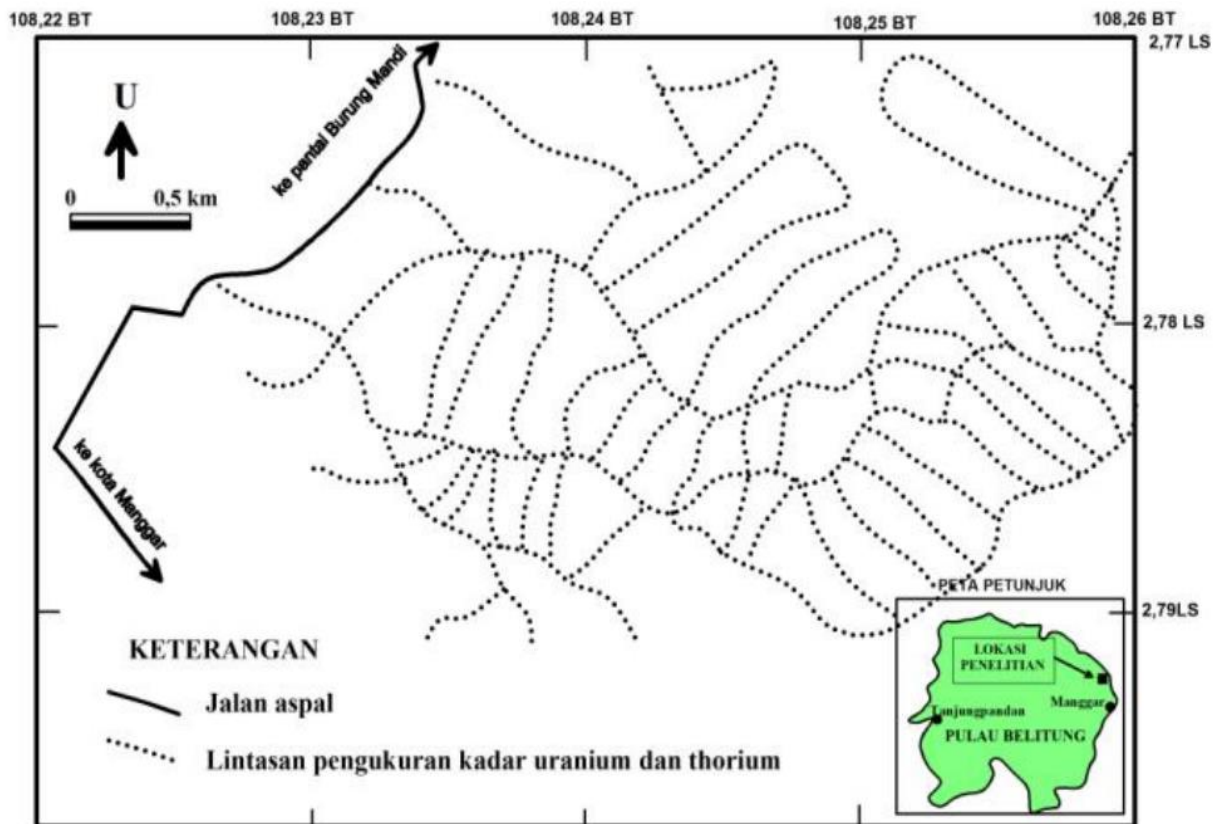 108,22 BT
108,23 BT
108,24 BT
108,25 BT
108,26 BT
2,77 LS
U
0 0,5 km
ke pantai Burung Mandi
2,78 LS
ke kota Manggar
2,79LS
KETERANGAN
Jalan aspal
Lintasan pengukuran kadar uranium dan thorium
PETA PETUNJUK
LOKASI
PENELITIAN
Manggar
Tanjungpandan
PULAU BELITUNG